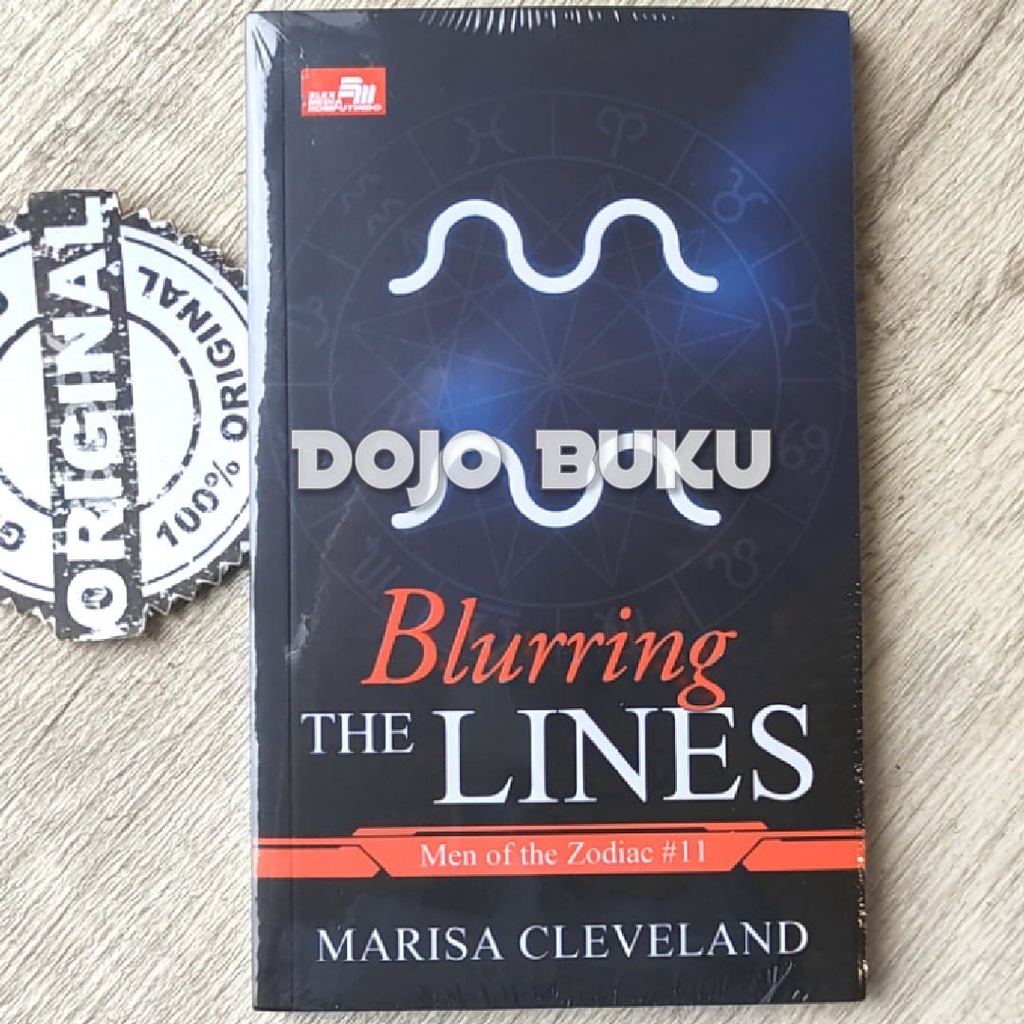 ELEX
MEDIA
KOMPUTINDO
ORIGINAL
ORIGINAL
100% ORIGINAL
DOJO BUKU
Blurring
THE LINES
Men of the Zodiac #11
MARISA CLEVELAND